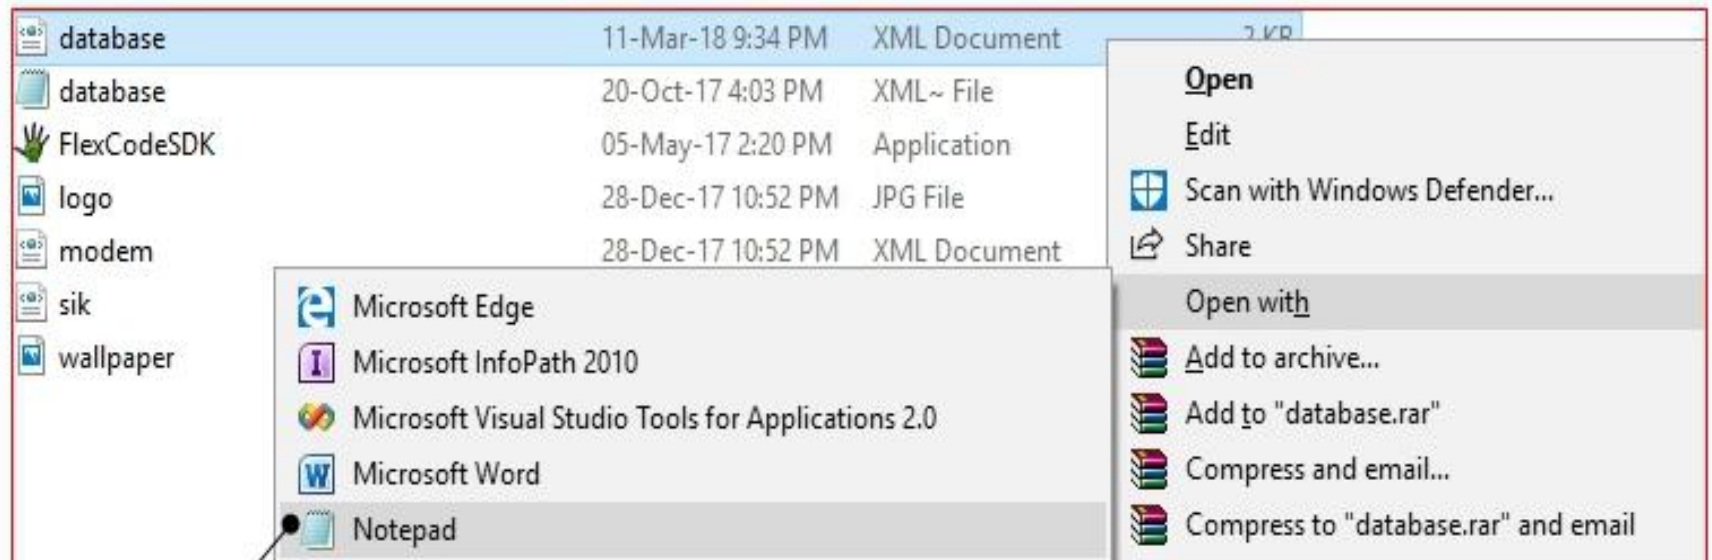 database 11-Mar-18 9:34 PM XML Document 2 KB
database 20-Oct-17 4:03 PM XML~ File
FlexCodeSDK 05-May-17 2:20 PM Application
logo 28-Dec-17 10:52 PM JPG File
modem 28-Dec-17 10:52 PM XML Document
sik
wallpaper
Open
Edit
Scan with Windows Defender...
Share
Open with
Add to archive...
Add to "database.rar"
Compress and email...
Compress to "database.rar" and email
Microsoft Edge
Microsoft InfoPath 2010
Microsoft Visual Studio Tools for Applications 2.0
Microsoft Word
Notepad